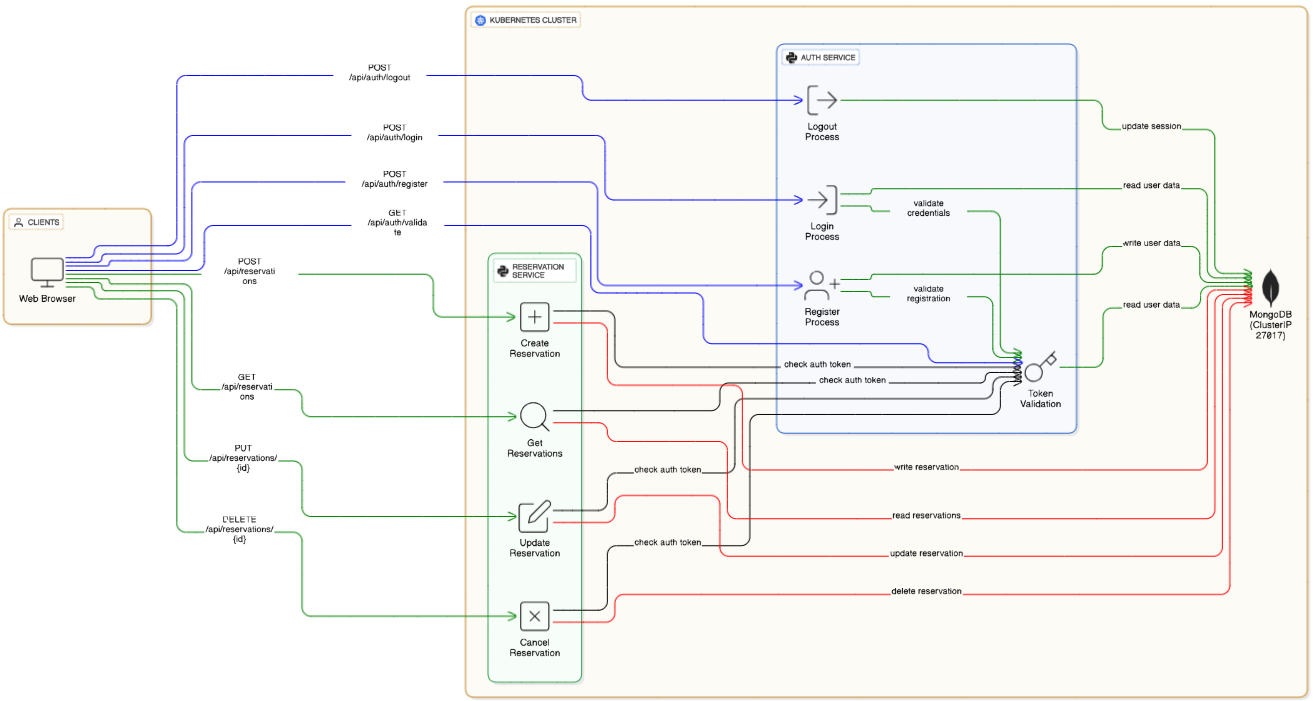 KUBERNETES CLUSTER
AUTH SERVICE
POST
/api/auth/logout
Logout
Process
update session
POST
/api/auth/login
Login
Process
read user data
validate
credentials
POST
/api/auth/register
Register
Process
write user data
validate
registration
GET
/api/auth/valida
te
read user data
Token
Validation
CLIENTS
Web Browser
MongoDB
(ClusterIP
27017)
RESERVATION
SERVICE
POST
/api/reservati
ons
Create
Reservation
check auth token
check auth token
GET
/api/reservati
ons
Get
Reservations
PUT
/api/reservations/
{id}
Update
Reservation
check auth token
write reservation
read reservations
DELETE
/api/reservations/
{id}
Cancel
Reservation
check auth token
update reservation
delete reservation